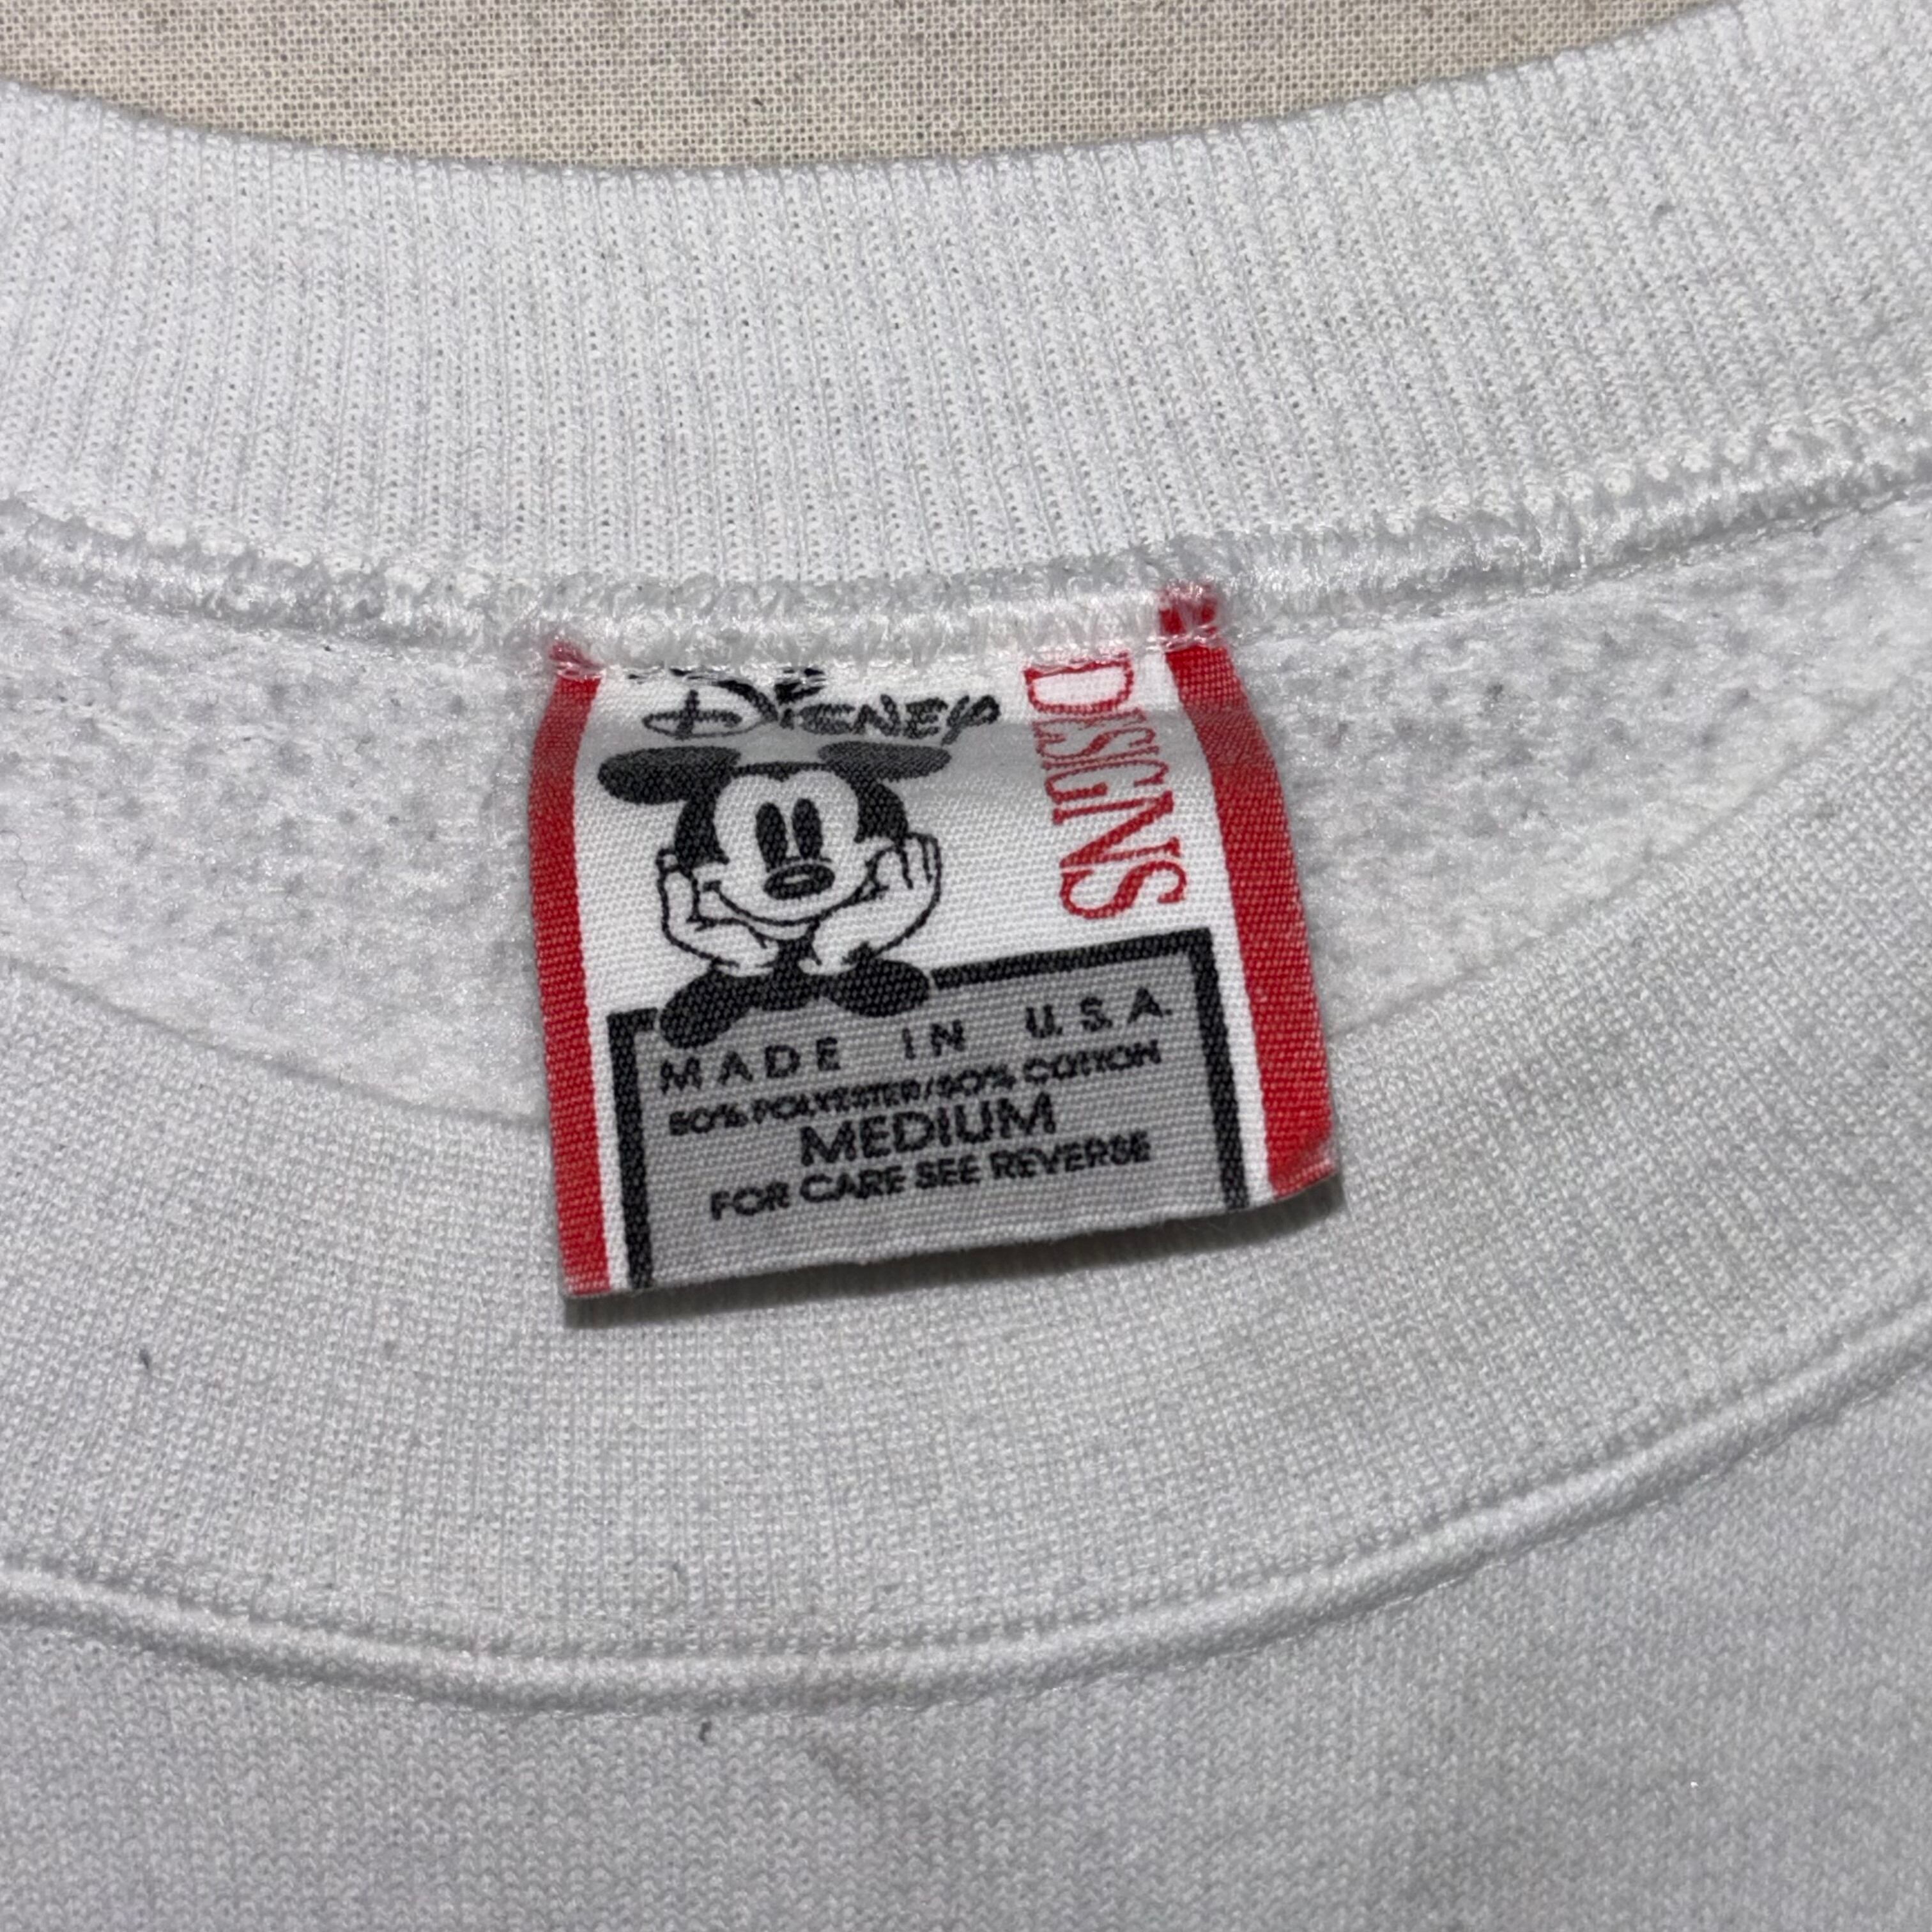 DISNEY
DESIGNS
MADE IN U.S.A.
50% POLYESTER/50% COTTON
MEDIUM
FOR CARE SEE REVERSE